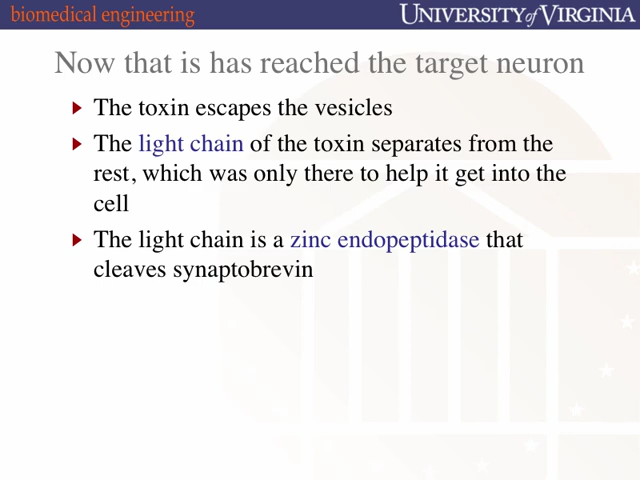 biomedical engineering
UNIVERSITY of VIRGINIA
Now that is has reached the target neuron
The toxin escapes the vesicles
The light chain of the toxin separates from the
rest, which was only there to help it get into the
cell
The light chain is a zinc endopeptidase that
cleaves synaptobrevin